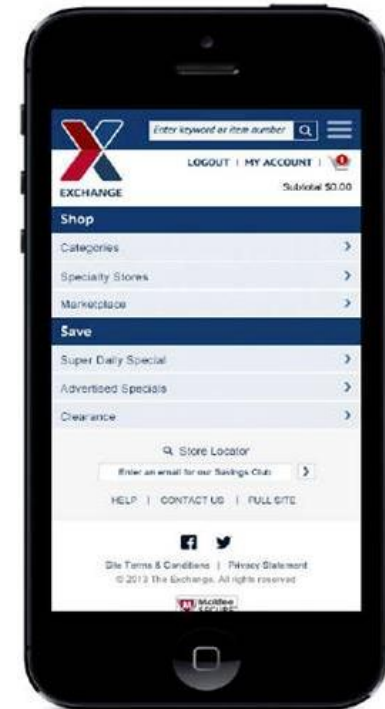 Enter keyword or item number
LOGOUT | MY ACCOUNT |
EXCHANGE
Subtotal $0.00
Shop
Categories
Specialty Stores
Marketplace
Save
Super Daily Special
Advertised Specials
Clearance
Store Locator
Enter an email for our Savings Club
HELP | CONTACT US | FULL SITE
Site Terms & Conditions | Privacy Statement
© 2013 The Exchange. All rights reserved
McAfee
SECURE